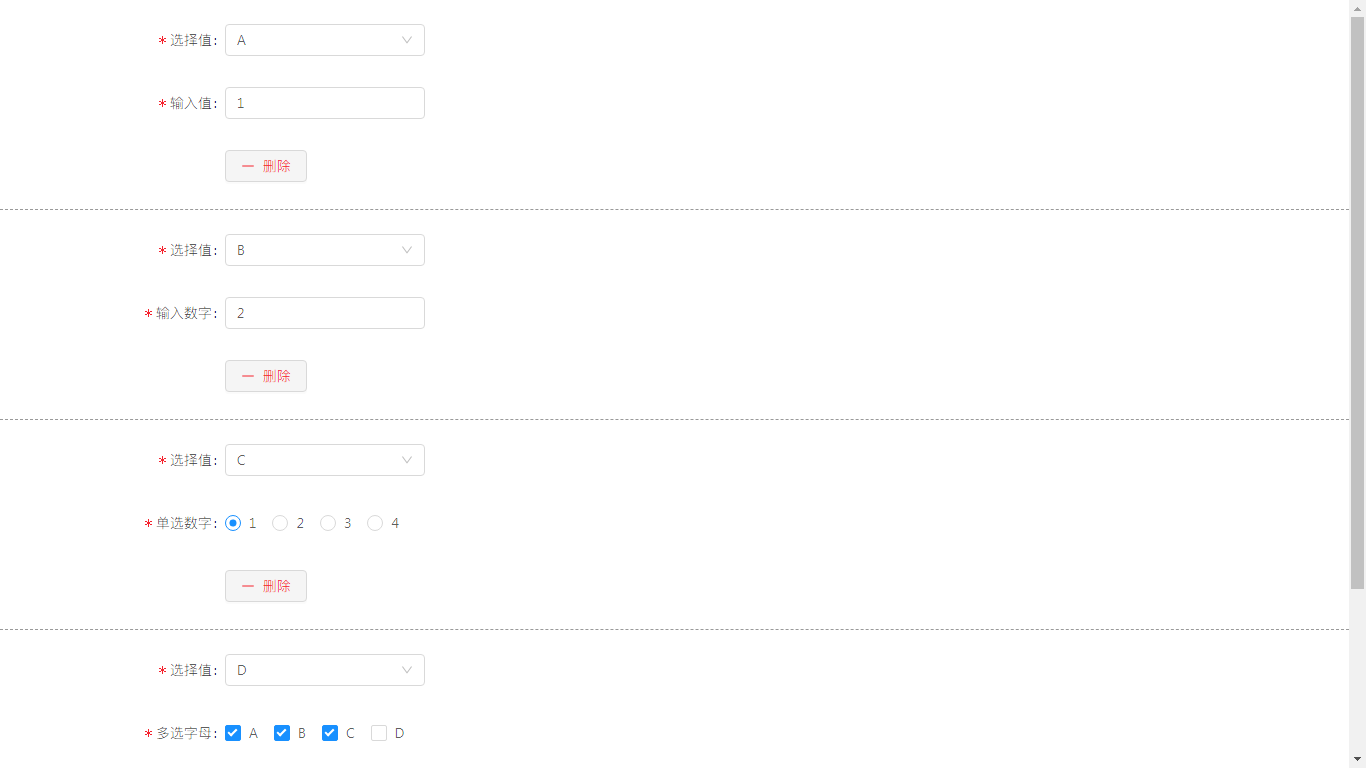 * 选择值: A
* 输入值: 1
删除
* 选择值: B
* 输入数字: 2
删除
* 选择值: C
* 单选数字: 1 2 3 4
删除
* 选择值: D
* 多选字母: A B C D